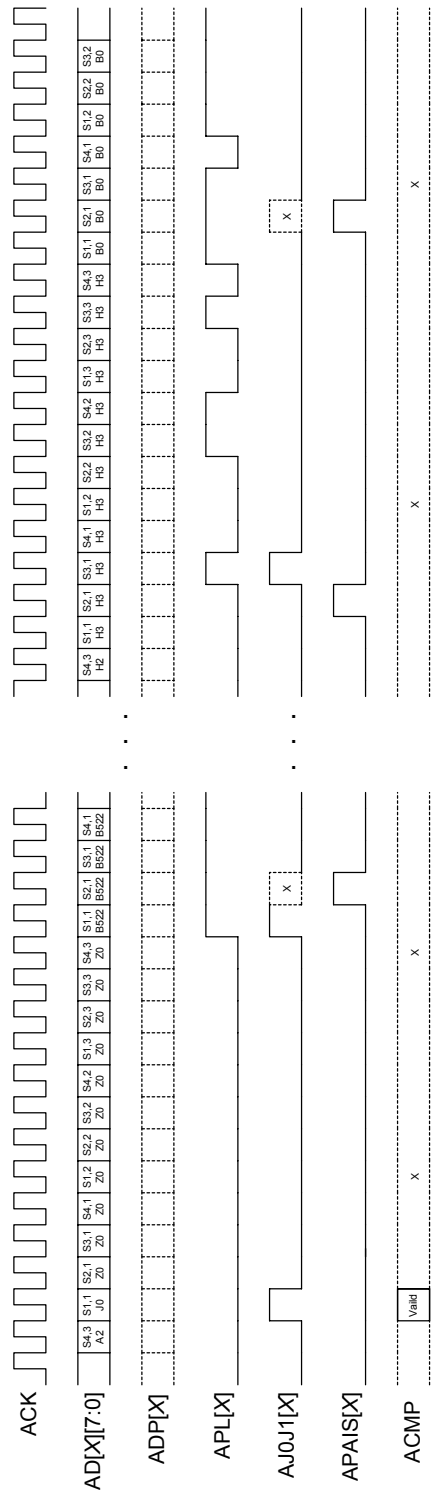 ACK
AD[X][7:0]
S4,3 S1,1 S2,1 S3,1 S4,1 S1,2 S2,2 S3,2 S4,2 S1,3 S2,3 S3,3 S4,3 S1,1 S2,1 S3,1 S4,1 S4,3 S1,1 S2,1 S3,1 S4,1 S1,2 S2,2 S3,2 S4,2 S1,3 S2,3 S3,3 S4,3 S1,1 S2,1 S3,1 S4,1 S1,2 S2,2 S3,2
A2 J0 Z0 Z0 Z0 Z0 Z0 Z0 Z0 Z0 Z0 Z0 Z0 B522 B522 B522 B522 H2 H3 H3 H3 H3 H3 H3 H3 H3 H3 H3 H3 H3 B0 B0 B0 B0 B0 B0 B0
ADP[X]
. . .
APL[X]
AJ0J1[X]
X X
. . .
APAIS[X]
ACMP
Vaild X X X X